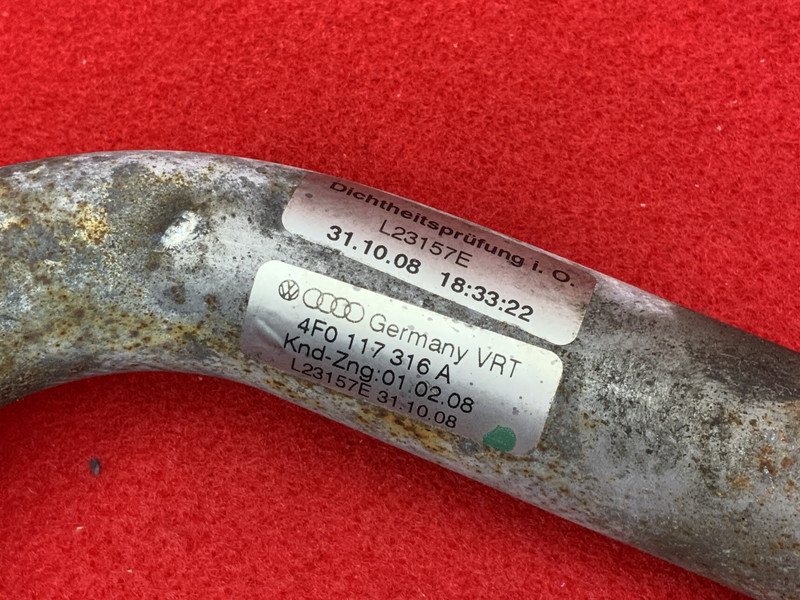 Dichtheitsprüfung i. O.
L23157E
31.10.08 18:33:22
Germany VRT
4F0 117 316 A
Knd-Zng:01.02.08
L23157E 31.10.08